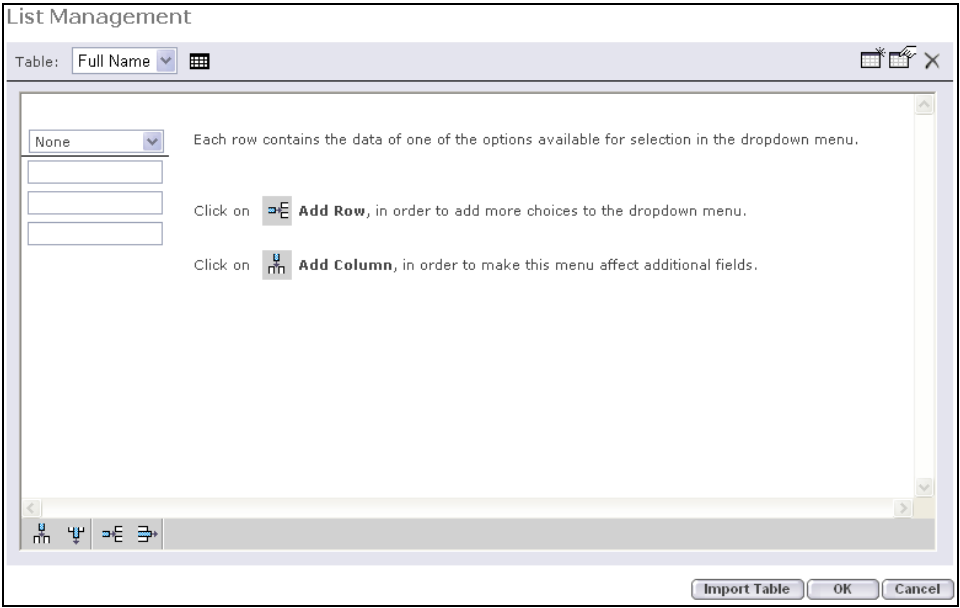 List Management
Table: Full Name
None
Each row contains the data of one of the options available for selection in the dropdown menu.
Click on Add Row, in order to add more choices to the dropdown menu.
Click on Add Column, in order to make this menu affect additional fields.
Import Table OK Cancel